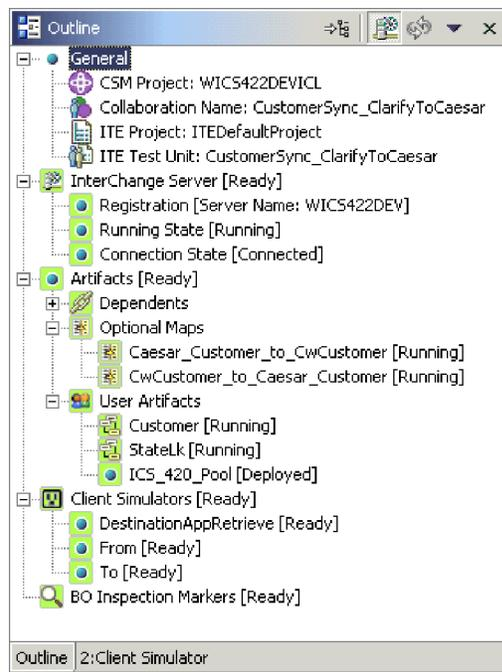 Outline
General
CSM Project: WICS422DEVICL
Collaboration Name: CustomerSync_ClarifyToCaesar
ITE Project: ITEDefaultProject
ITE Test Unit: CustomerSync_ClarifyToCaesar
InterChange Server [Ready]
Registration [Server Name: WICS422DEV]
Running State [Running]
Connection State [Connected]
Artifacts [Ready]
Dependents
Optional Maps
Caesar_Customer_to_CwCustomer [Running]
CwCustomer_to_Caesar_Customer [Running]
User Artifacts
Customer [Running]
StateLk [Running]
ICS_420_Pool [Deployed]
Client Simulators [Ready]
DestinationAppRetrieve [Ready]
From [Ready]
To [Ready]
BO Inspection Markers [Ready]
Outline 2:Client Simulator